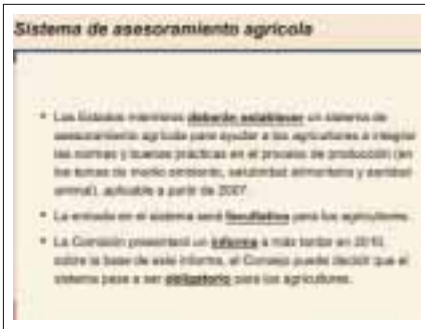 Sistema de asesoramiento agrícola
* Los Estados miembros deberán establecer un sistema de
asesoramiento agrícola para ayudar a los agricultores a integrar
las normas y buenas prácticas en el proceso de producción (en
los temas de medio ambiente, salubridad alimentaria y sanidad
animal), aplicable a partir de 2007.
* La entrada en el sistema será facultativa para los agricultores.
* La Comisión presentará un informe a más tardar en 2010,
sobre la base de este informe, el Consejo puede decidir que el
sistema pase a ser obligatorio para los agricultores.